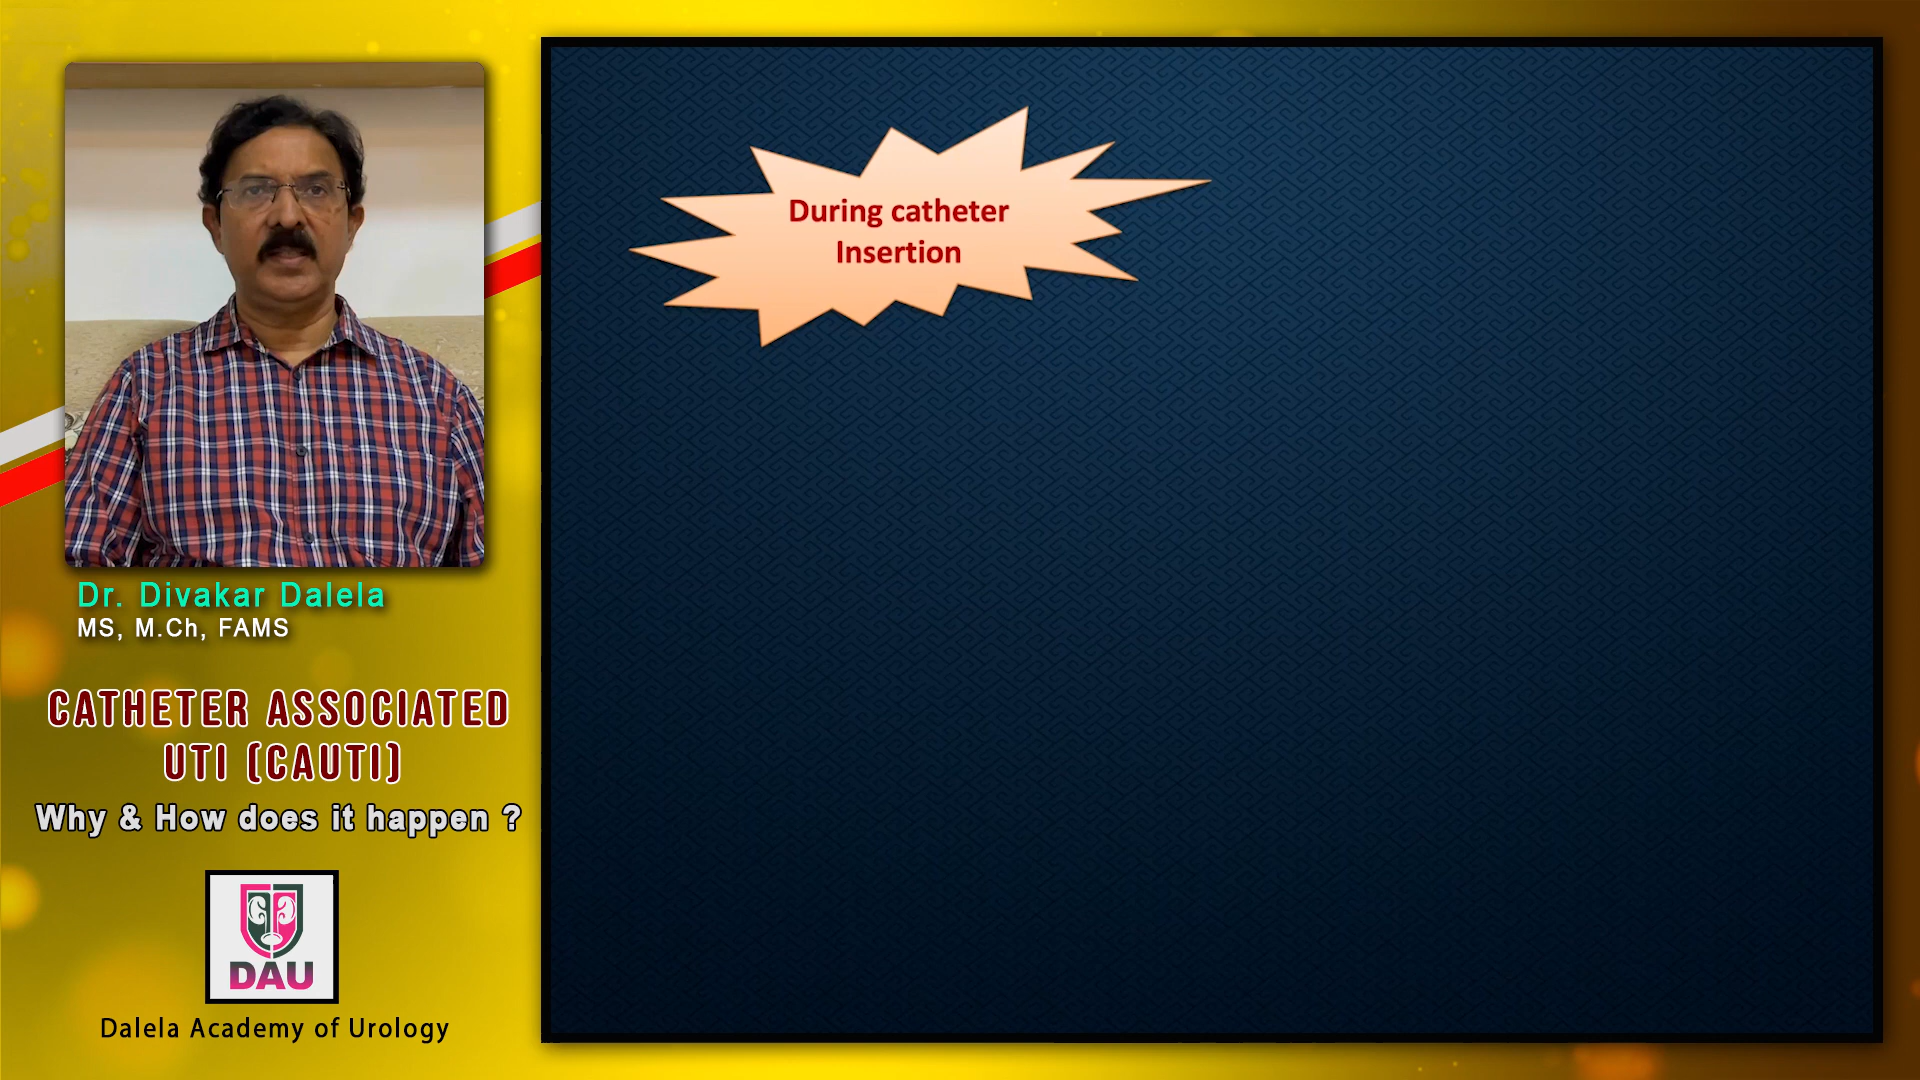 During catheter
Insertion
Dr. Divakar Dalela
MS, M.Ch, FAMS
CATHETER ASSOCIATED
UTI (CAUTI)
Why & How does it happen ?
DAU
Dalela Academy of Urology